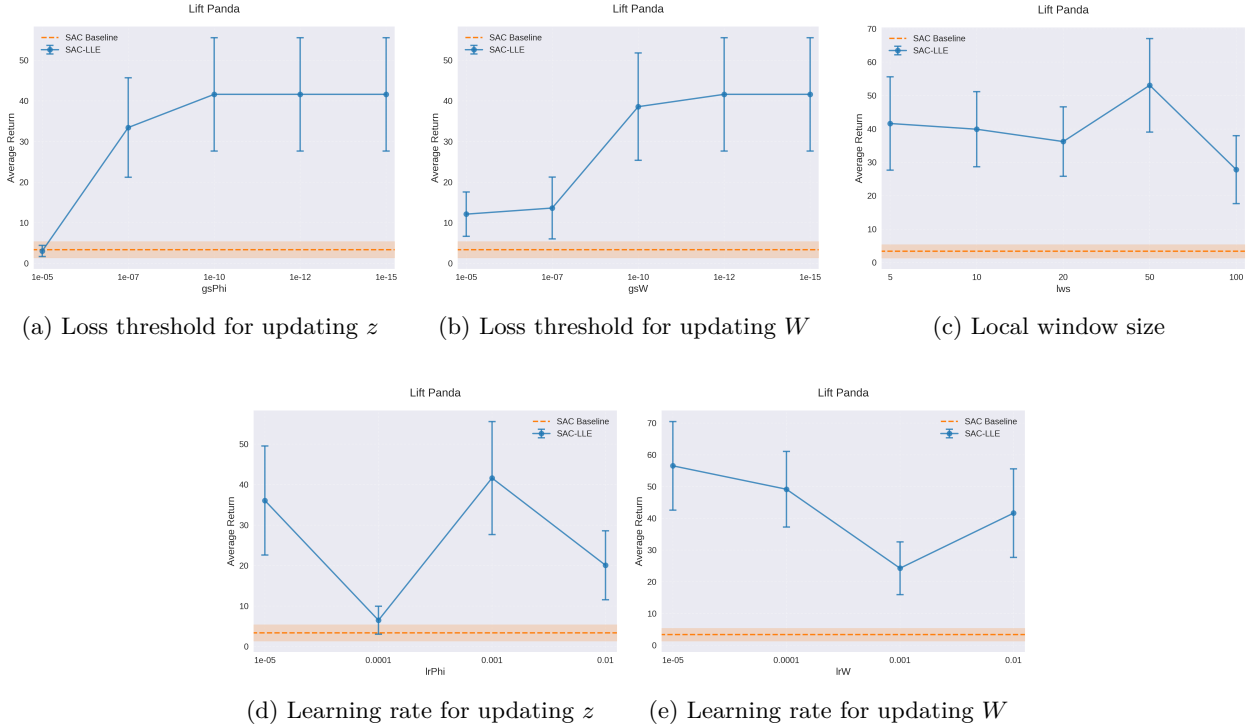 Lift Panda
SAC Baseline
SAC-LLE
Average Return
50
40
30
20
10
0
1e-05 1e-07 1e-10 1e-12 1e-15
gsPhi
(a) Loss threshold for updating z
Lift Panda
SAC Baseline
SAC-LLE
Average Return
50
40
30
20
10
0
1e-05 1e-07 1e-10 1e-12 1e-15
gsW
(b) Loss threshold for updating W
Lift Panda
SAC Baseline
SAC-LLE
Average Return
70
60
50
40
30
20
10
0
5 10 20 50 100
lws
(c) Local window size
Lift Panda
SAC Baseline
SAC-LLE
Average Return
50
40
30
20
10
0
1e-05 0.0001 0.001 0.01
lrPhi
(d) Learning rate for updating z
Lift Panda
SAC Baseline
SAC-LLE
Average Return
70
60
50
40
30
20
10
0
1e-05 0.0001 0.001 0.01
lrW
(e) Learning rate for updating W